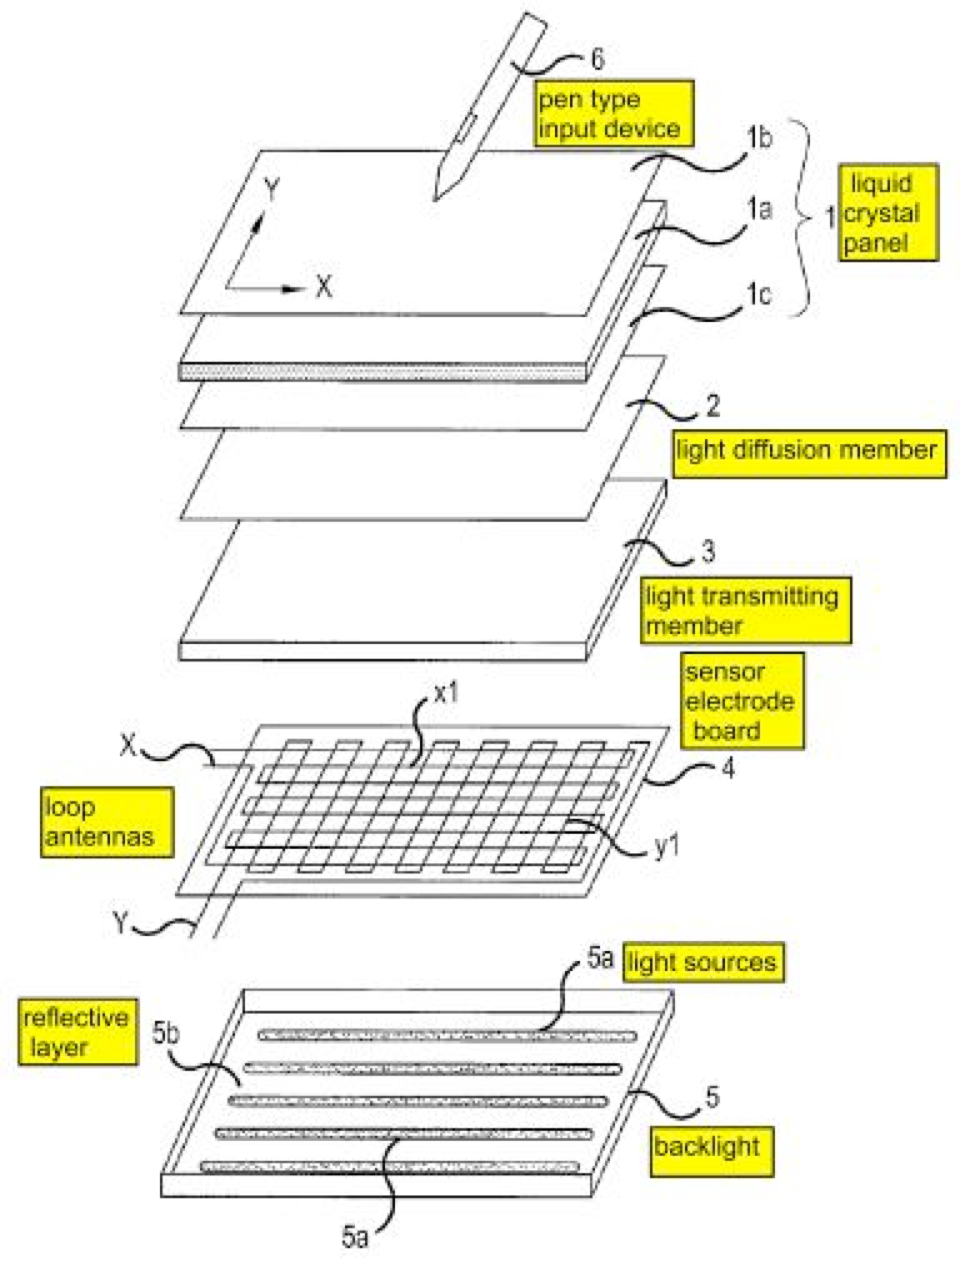 6
pen type
input device
1b
Y
1a
liquid
1 crystal
panel
X
1c
2
light diffusion member
3
light transmitting
member
sensor
electrode
board
x1
X
4
loop
antennas
y1
Y
5a light sources
reflective
layer
5b
5
backlight
5a